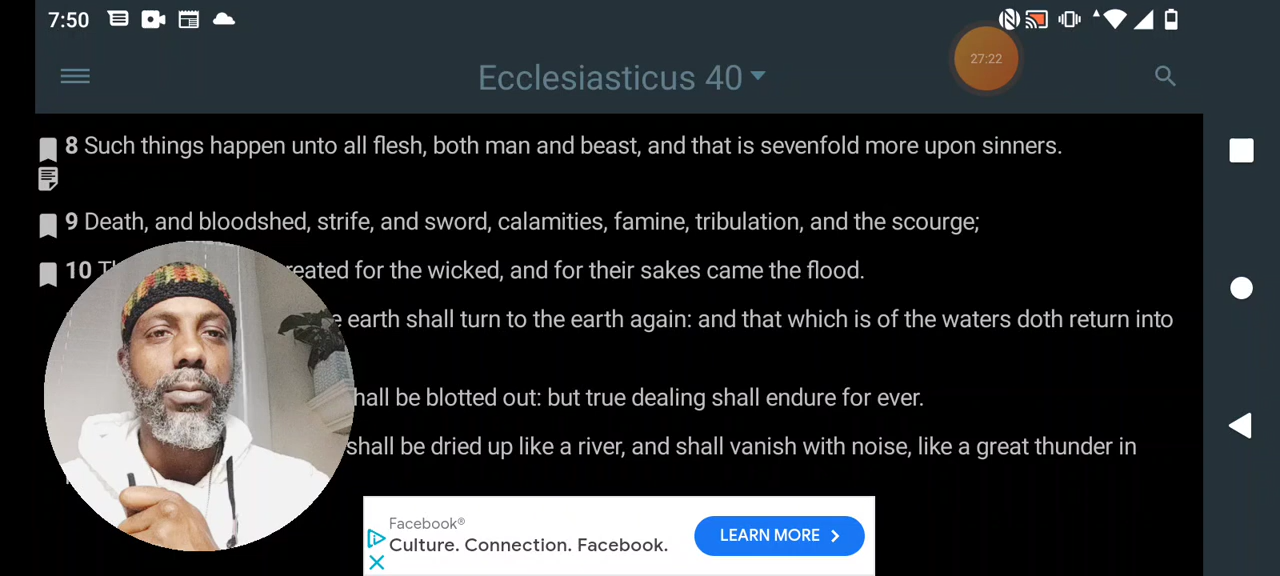 7:50
Ecclesiasticus 40
27:22
8 Such things happen unto all flesh, both man and beast, and that is sevenfold more upon sinners.
9 Death, and bloodshed, strife, and sword, calamities, famine, tribulation, and the scourge;
10 for the wicked, and for their sakes came the flood.
earth shall turn to the earth again: and that which is of the waters doth return into
be blotted out: but true dealing shall endure for ever.
shall be dried up like a river, and shall vanish with noise, like a great thunder in
Facebook®
Culture. Connection. Facebook.
LEARN MORE